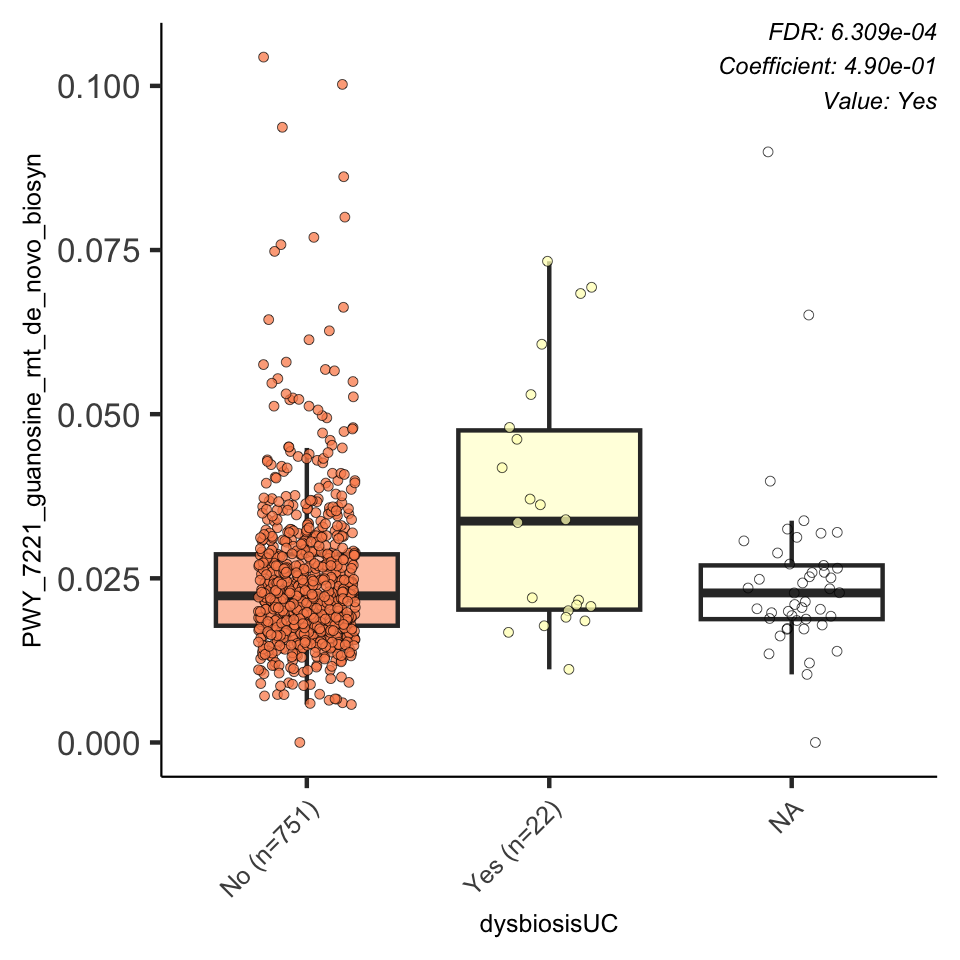 FDR: 6.309e-04
Coefficient: 4.90e-01
Value: Yes
PWY_7221_guanosine_rnt_de_novo_biosyn
0.100
0.075
0.050
0.025
0.000
No (n=751)
Yes (n=22)
NA
dysbiosisUC